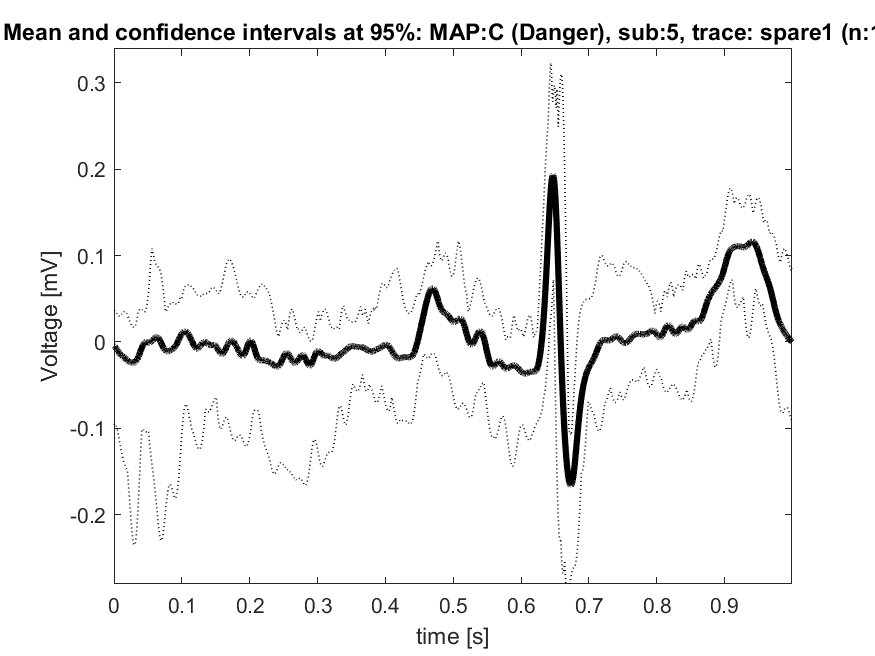 Mean and confidence intervals at 95%: MAP:C (Danger), sub:5, trace: spare1 (n:1
0.3
0.2
0.1
0
-0.1
-0.2
Voltage [mV]
0 0.1 0.2 0.3 0.4 0.5 0.6 0.7 0.8 0.9
time [s]